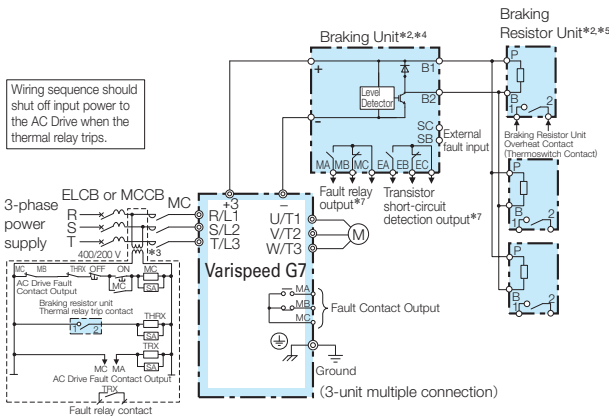 Wiring sequence should
shut off input power to
the AC Drive when the
thermal relay trips.
Braking Unit*2,*4
Braking
Resistor Unit*2,*5
+
−
Level
Detector
B1
B2
SC
SB
External
fault input
MA MB MC EA EB EC
Fault relay
output*7
Transistor
short-circuit
detection output*7
P
B
1 2
Braking Resistor Unit
Overheat Contact
(Thermoswitch Contact)
P
B
1 2
P
B
1 2
ELCB or MCCB
MC
3-phase
power
supply
R
S
T
*3
400/200 V
+3
−
R/L1
S/L2
T/L3
U/T1
V/T2
W/T3
M
Varispeed G7
MA
MB
MC
Fault Contact Output
Ground
(3-unit multiple connection)
MC MB THRX OFF ON MC
MC
SA
AC Drive Fault
Contact Output
Braking resistor unit
Thermal relay trip contact
1 2
THRX
SA
TRX
SA
MC MA
AC Drive Fault Contact Output
TRX
Fault relay contact